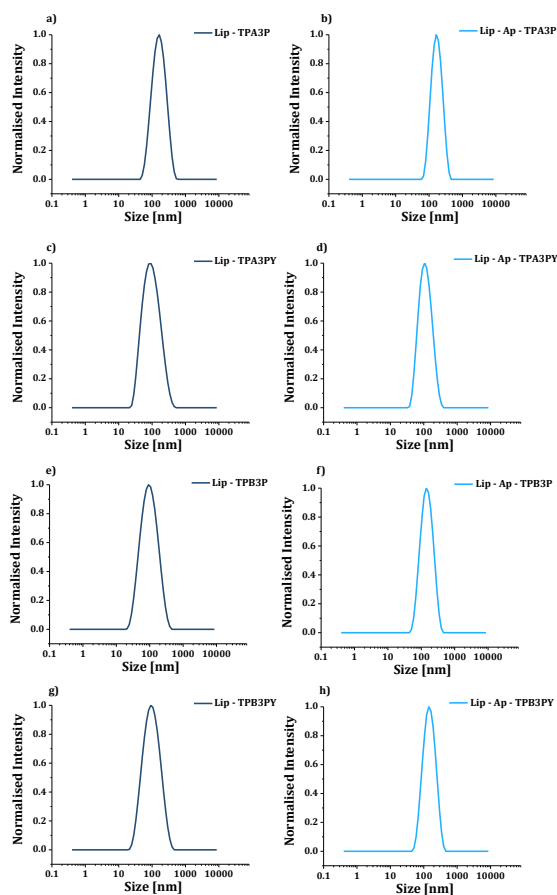 a)
Lip - TPA3P
Normalised Intensity
1.0
0.8
0.6
0.4
0.2
0.0
0.1 1 10 100 1000 10000
Size [nm]
b)
Lip - Ap - TPA3P
Normalised Intensity
1.0
0.8
0.6
0.4
0.2
0.0
0.1 1 10 100 1000 10000
Size [nm]
c)
Lip - TPA3PY
Normalised Intensity
1.0
0.8
0.6
0.4
0.2
0.0
0.1 1 10 100 1000 10000
Size [nm]
d)
Lip - Ap - TPA3PY
Normalised Intensity
1.0
0.8
0.6
0.4
0.2
0.0
0.1 1 10 100 1000 10000
Size [nm]
e)
Lip - TPB3P
Normalised Intensity
1.0
0.8
0.6
0.4
0.2
0.0
0.1 1 10 100 1000 10000
Size [nm]
f)
Lip - Ap - TPB3P
Normalised Intensity
1.0
0.8
0.6
0.4
0.2
0.0
0.1 1 10 100 1000 10000
Size [nm]
g)
Lip - TPB3PY
Normalised Intensity
1.0
0.8
0.6
0.4
0.2
0.0
0.1 1 10 100 1000 10000
Size [nm]
h)
Lip - Ap - TPB3PY
Normalised Intensity
1.0
0.8
0.6
0.4
0.2
0.0
0.1 1 10 100 1000 10000
Size [nm]